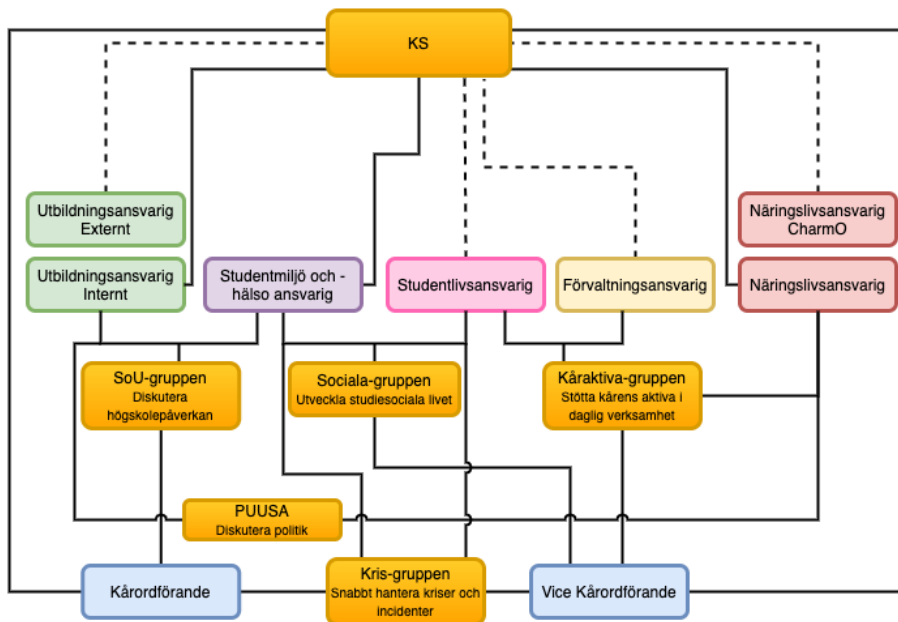 KS
Utbildningsansvarig
Externt
Näringslivsansvarig
CharmO
Utbildningsansvarig
Internt
Studentmiljö och -
hälso ansvarig
Studentlivsansvarig
Förvaltningsansvarig
Näringslivsansvarig
SoU-gruppen
Diskutera
högskolepåverkan
Sociala-gruppen
Utveckla studiesociala livet
Kåraktiva-gruppen
Stötta kårens aktiva i
daglig verksamhet
PUUSA
Diskutera politik
Kårordförande
Kris-gruppen
Snabbt hantera kriser och
incidenter
Vice Kårordförande